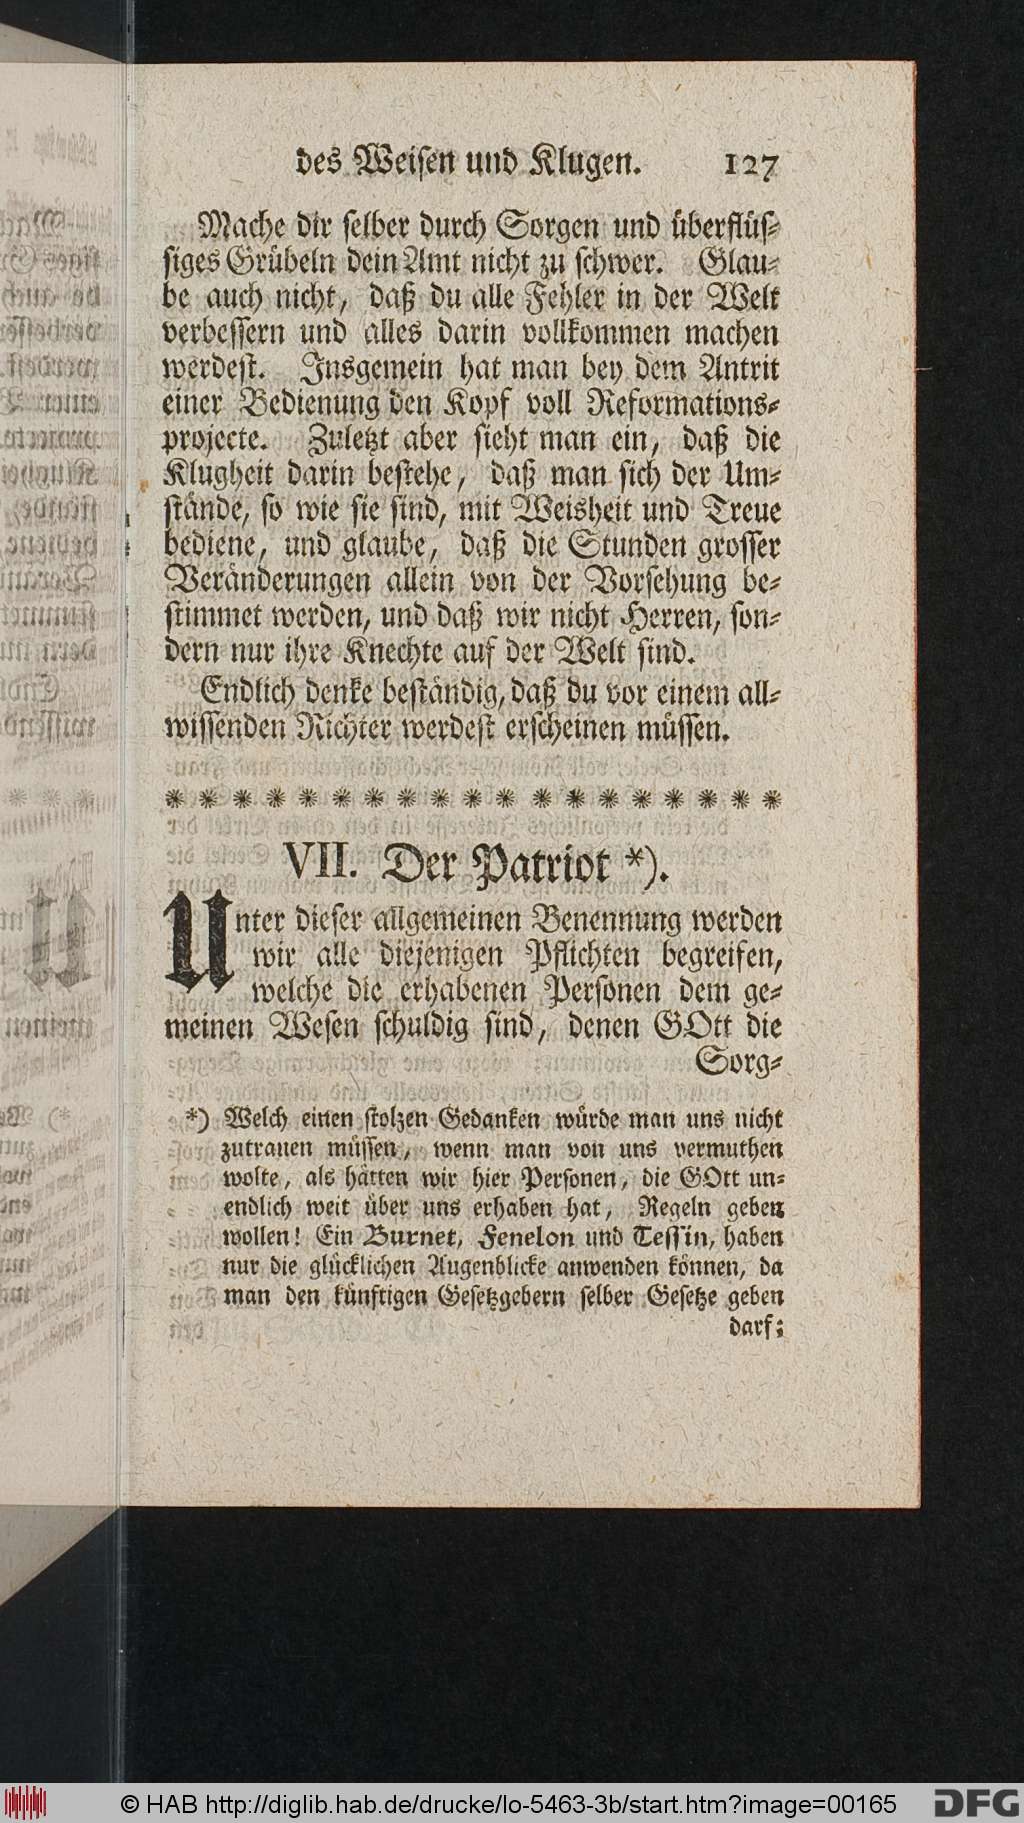 des Weisen und Klugen. 127
Mache dir selber durch Sorgen und überflüs-
siges Grübeln dein Amt nicht zu schwer. Glau-
be auch nicht, daß du alle Fehler in der Welt
verbessern und alles darin vollkommen machen
werdest. Insgemein hat man bey dem Antrit
einer Bedienung den Kopf voll Reformations-
projecte. Zuletzt aber sieht man ein, daß die
Klugheit darin bestehe, daß man sich der Um-
stände, so wie sie sind, mit Weisheit und Treue
bediene, und glaube, daß die Stunden grosser
Veränderungen allein von der Vorsehung be-
stimmet werden, und daß wir nicht Herren, son-
dern nur ihre Knechte auf der Welt sind.
Endlich denke beständig, daß du vor einem all-
wissenden Richter werdest erscheinen müssen.
* * * * * * * * * * * * * * * * * * *
VII. Der Patriot *).
Unter dieser allgemeinen Benennung werden
wir alle diejenigen Pflichten begreifen,
welche die erhabenen Personen dem ge-
meinen Wesen schuldig sind, denen GOtt die
Sorg-
*) Welch einen stolzen Gedanken würde man uns nicht
zutrauen müssen, wenn man von uns vermuthen
wolte, als hätten wir hier Personen, die GOtt un-
endlich weit über uns erhaben hat, Regeln geben
wollen! Ein Burnet, Fenelon und Tessin, haben
nur die glücklichen Augenblicke anwenden können, da
man den künftigen Gesetzgebern selber Gesetze geben
darf;
© HAB http://diglib.hab.de/drucke/lo-5463-3b/start.htm?image=00165
DFG